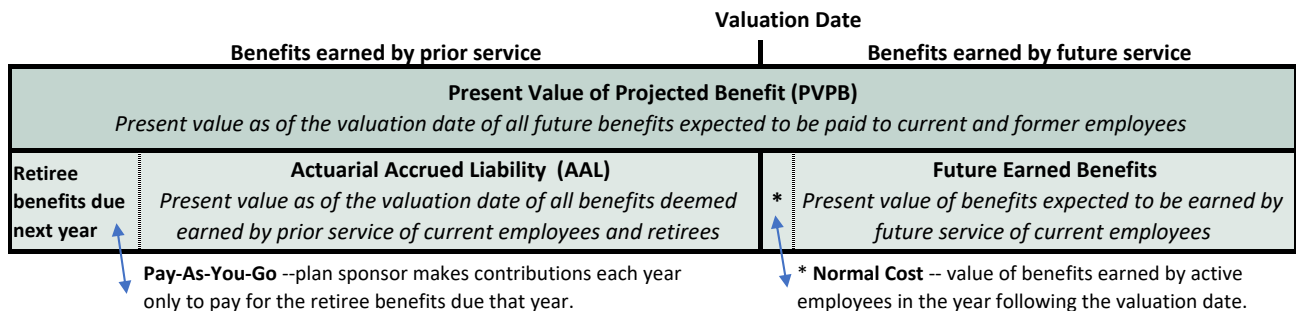 Valuation Date
Benefits earned by prior service
Benefits earned by future service
Present Value of Projected Benefit (PVPB)
Present value as of the valuation date of all future benefits expected to be paid to current and former employees
Retiree
benefits due
next year
Actuarial Accrued Liability (AAL)
Present value as of the valuation date of all benefits deemed
earned by prior service of current employees and retirees
*
Future Earned Benefits
Present value of benefits expected to be earned by
future service of current employees
Pay-As-You-Go --plan sponsor makes contributions each year
only to pay for the retiree benefits due that year.
* Normal Cost -- value of benefits earned by active
employees in the year following the valuation date.